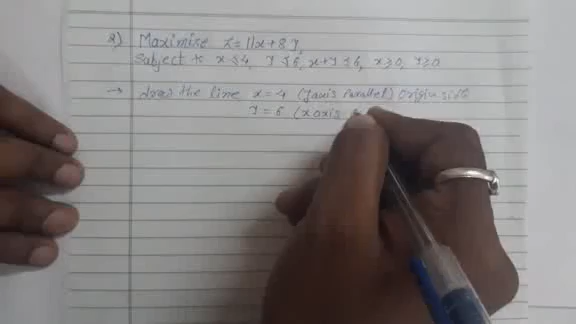 2) Maximize Z = 11x + 8y,
Subject to x ≤ 4, y ≤ 6, x + y ≤ 6, x ≥ 0, y ≥ 0
→ draw the line x = 4 (y axis parallel) origin side
y = 6 (x axis